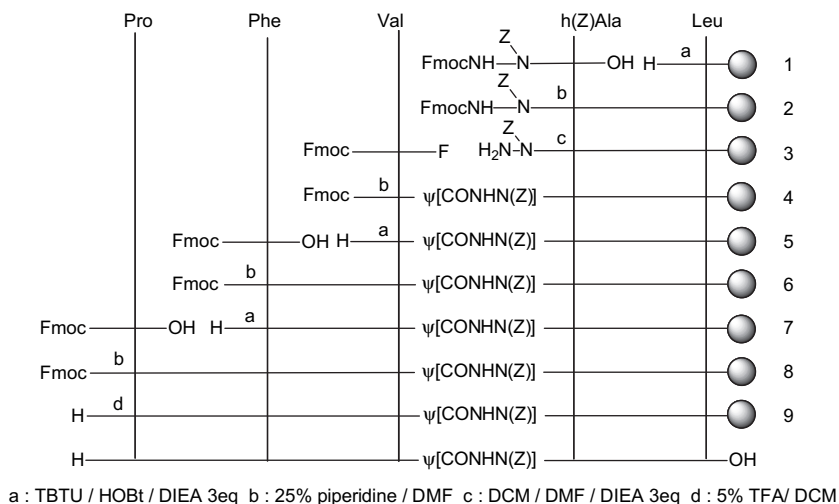 Pro Phe Val h(Z)Ala Leu
Z
FmocNH N OH H a 1
Z
FmocNH N b 2
Z
Fmoc F H₂N N c 3
Fmoc b ψ[CONHN(Z)] 4
Fmoc OH H a ψ[CONHN(Z)] 5
Fmoc b ψ[CONHN(Z)] 6
Fmoc OH H a ψ[CONHN(Z)] 7
Fmoc b ψ[CONHN(Z)] 8
H d ψ[CONHN(Z)] 9
H ψ[CONHN(Z)] OH
a : TBTU / HOBt / DIEA 3eq b : 25% piperidine / DMF c : DCM / DMF / DIEA 3eq d : 5% TFA/ DCM